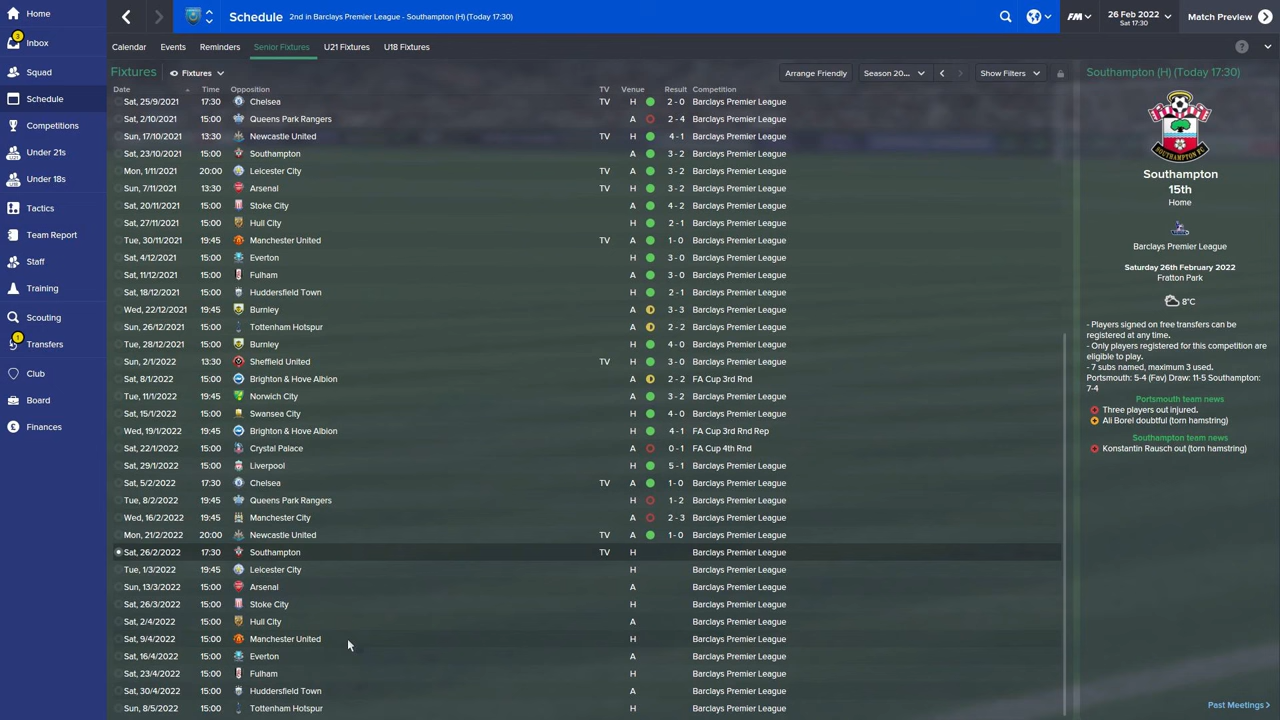 Home
Schedule
2nd in Barclays Premier League - Southampton (H) (Today 17:30)
FM
26 Feb 2022
Sat 17:30
Match Preview
3
Inbox
Calendar Events Reminders Senior Fixtures U21 Fixtures U18 Fixtures
?
Squad
Fixtures
Fixtures
Arrange Friendly
Season 20...
Show Filters
Schedule
Competitions
Under 21s
Under 18s
Tactics
Team Report
Staff
Training
Scouting
1
Transfers
Club
Board
Finances
Date Time Opposition TV Venue Result Competition
Sat, 25/9/2021 17:30 Chelsea TV H 2 - 0 Barclays Premier League
Sat, 2/10/2021 15:00 Queens Park Rangers A 2 - 4 Barclays Premier League
Sun, 17/10/2021 13:30 Newcastle United TV H 4 - 1 Barclays Premier League
Sat, 23/10/2021 15:00 Southampton A 3 - 2 Barclays Premier League
Mon, 1/11/2021 20:00 Leicester City TV A 3 - 2 Barclays Premier League
Sun, 7/11/2021 13:30 Arsenal TV H 3 - 2 Barclays Premier League
Sat, 20/11/2021 15:00 Stoke City A 4 - 2 Barclays Premier League
Sat, 27/11/2021 15:00 Hull City H 2 - 1 Barclays Premier League
Tue, 30/11/2021 19:45 Manchester United TV A 1 - 0 Barclays Premier League
Sat, 4/12/2021 15:00 Everton H 3 - 0 Barclays Premier League
Sat, 11/12/2021 15:00 Fulham A 3 - 0 Barclays Premier League
Sat, 18/12/2021 15:00 Huddersfield Town H 2 - 1 Barclays Premier League
Wed, 22/12/2021 19:45 Burnley A 3 - 3 Barclays Premier League
Sun, 26/12/2021 15:00 Tottenham Hotspur A 2 - 2 Barclays Premier League
Tue, 28/12/2021 15:00 Burnley H 4 - 0 Barclays Premier League
Sun, 2/1/2022 13:30 Sheffield United TV H 3 - 0 Barclays Premier League
Sat, 8/1/2022 15:00 Brighton & Hove Albion A 2 - 2 FA Cup 3rd Rnd
Tue, 11/1/2022 19:45 Norwich City A 3 - 2 Barclays Premier League
Sat, 15/1/2022 15:00 Swansea City H 4 - 0 Barclays Premier League
Wed, 19/1/2022 19:45 Brighton & Hove Albion H 4 - 1 FA Cup 3rd Rnd Rep
Sat, 22/1/2022 15:00 Crystal Palace A 0 - 1 FA Cup 4th Rnd
Sat, 29/1/2022 15:00 Liverpool H 5 - 1 Barclays Premier League
Sat, 5/2/2022 17:30 Chelsea TV A 1 - 0 Barclays Premier League
Tue, 8/2/2022 19:45 Queens Park Rangers H 1 - 2 Barclays Premier League
Wed, 16/2/2022 19:45 Manchester City A 2 - 3 Barclays Premier League
Mon, 21/2/2022 20:00 Newcastle United TV A 1 - 0 Barclays Premier League
Sat, 26/2/2022 17:30 Southampton TV H Barclays Premier League
Tue, 1/3/2022 19:45 Leicester City H Barclays Premier League
Sun, 13/3/2022 15:00 Arsenal A Barclays Premier League
Sat, 26/3/2022 15:00 Stoke City H Barclays Premier League
Sat, 2/4/2022 15:00 Hull City A Barclays Premier League
Sat, 9/4/2022 15:00 Manchester United H Barclays Premier League
Sat, 16/4/2022 15:00 Everton A Barclays Premier League
Sat, 23/4/2022 15:00 Fulham H Barclays Premier League
Sat, 30/4/2022 15:00 Huddersfield Town A Barclays Premier League
Sun, 8/5/2022 15:00 Tottenham Hotspur H Barclays Premier League
Southampton (H) (Today 17:30)
Southampton
15th
Home
Barclays Premier League
Saturday 26th February 2022
Fratton Park
8°C
- Players signed on free transfers can be
registered at any time.
- Only players registered for this competition are
eligible to play.
- 7 subs named, maximum 3 used.
Portsmouth: 5-4 (Fav) Draw: 11-5 Southampton:
7-4
Portsmouth team news
Three players out injured.
Ali Borel doubtful (torn hamstring)
Southampton team news
Konstantin Rausch out (torn hamstring)
Past Meetings >